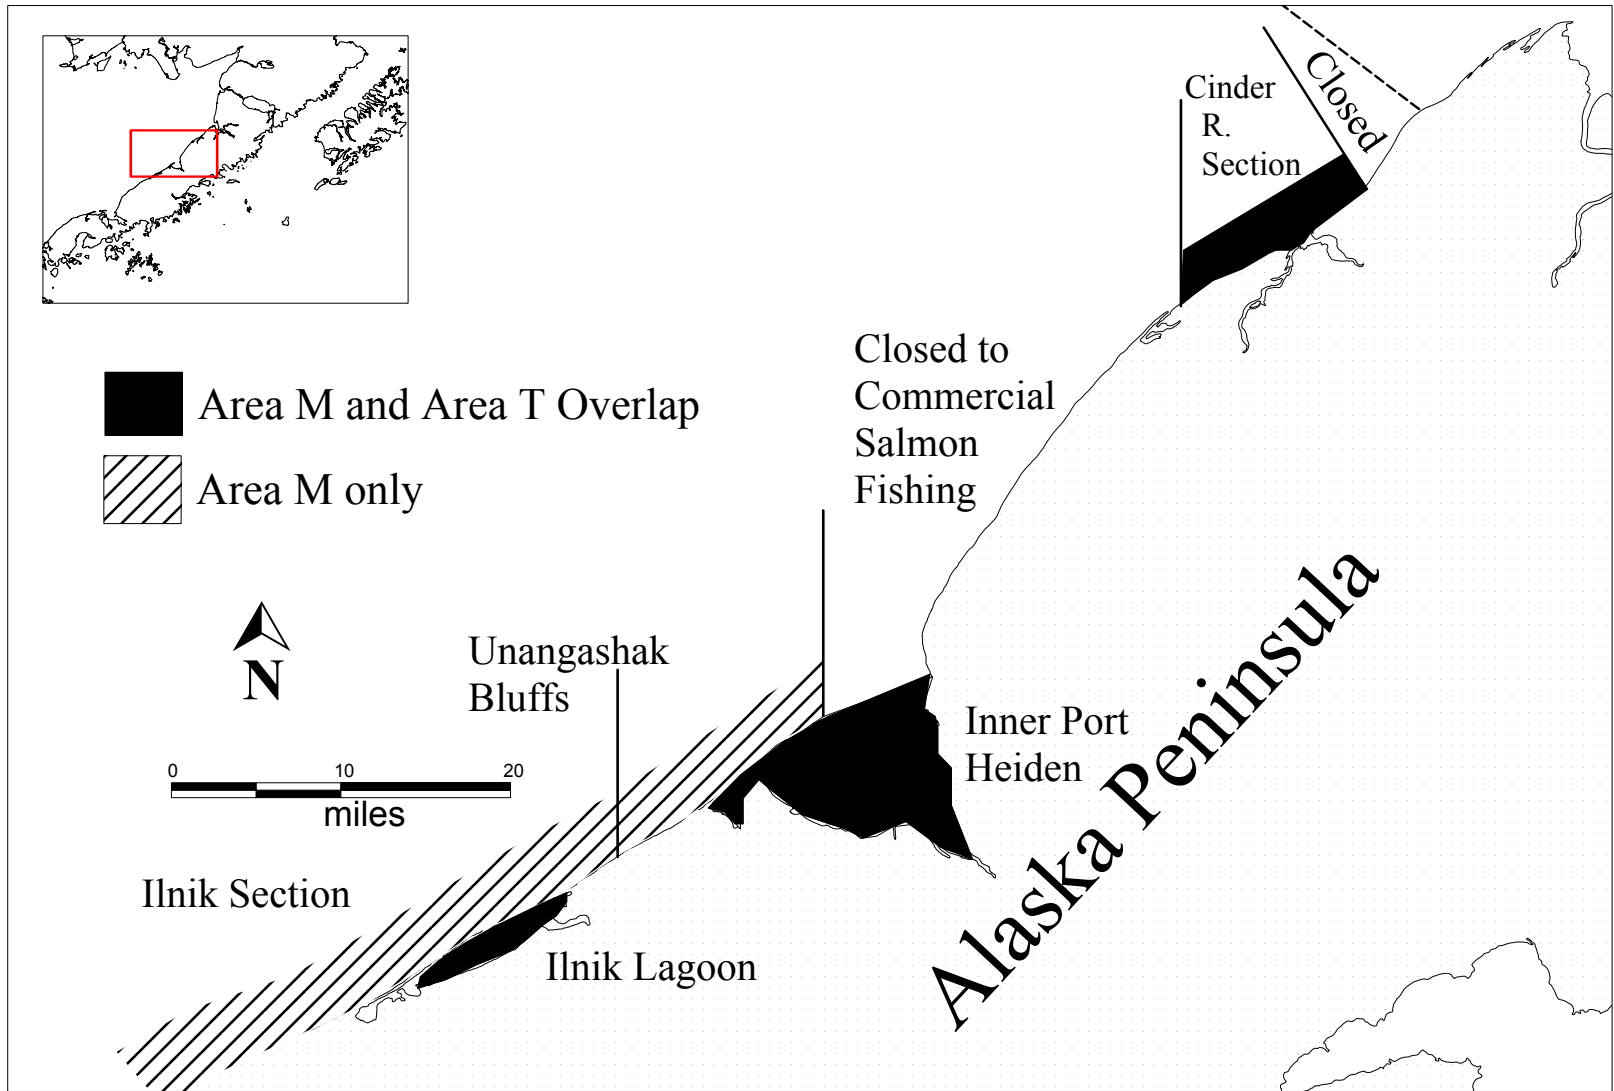 Closed
Cinder
R.
Section
Closed to
Commercial
Salmon
Fishing
Area M and Area T Overlap
Area M only
N
Unangashak
Bluffs
Inner Port
Heiden
0 10 20
miles
Alaska Peninsula
Ilnik Section
Ilnik Lagoon